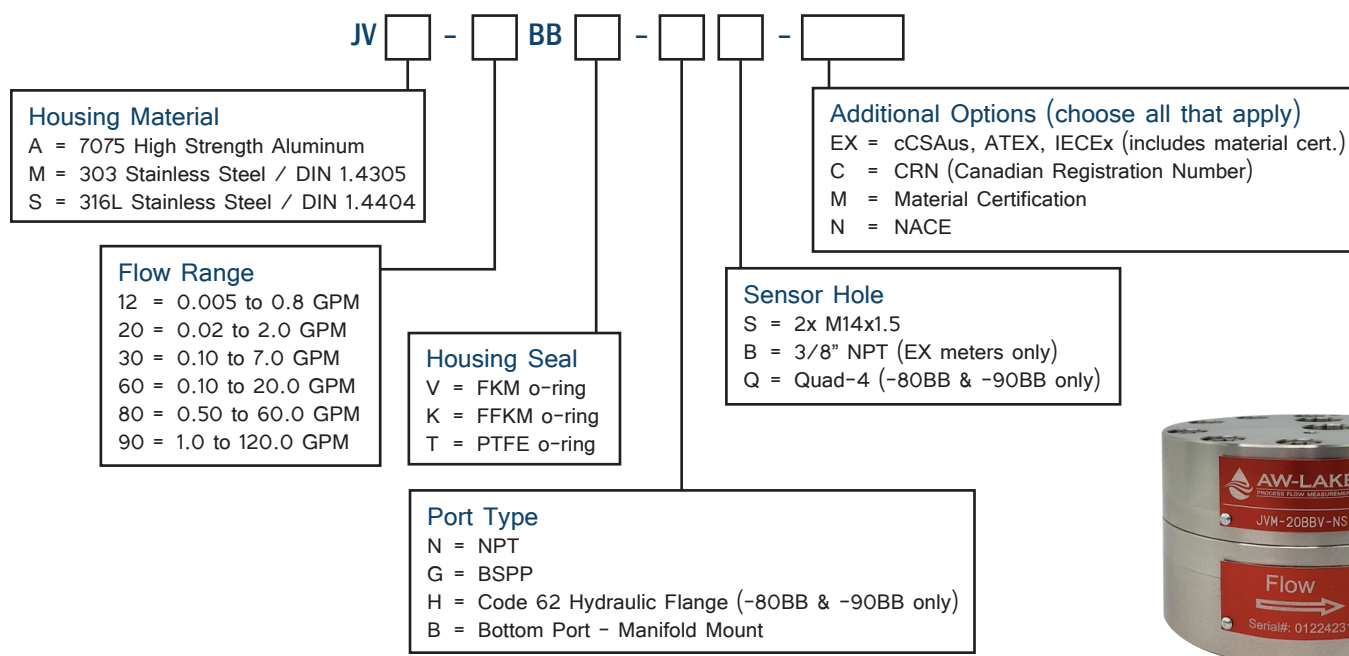 JV - BB - -
Housing Material
A = 7075 High Strength Aluminum
M = 303 Stainless Steel / DIN 1.4305
S = 316L Stainless Steel / DIN 1.4404
Additional Options (choose all that apply)
EX = cCSAus, ATEX, IECEx (includes material cert.)
C = CRN (Canadian Registration Number)
M = Material Certification
N = NACE
Flow Range
12 = 0.005 to 0.8 GPM
20 = 0.02 to 2.0 GPM
30 = 0.10 to 7.0 GPM
60 = 0.10 to 20.0 GPM
80 = 0.50 to 60.0 GPM
90 = 1.0 to 120.0 GPM
Housing Seal
V = FKM o-ring
K = FFKM o-ring
T = PTFE o-ring
Sensor Hole
S = 2x M14x1.5
B = 3/8" NPT (EX meters only)
Q = Quad-4 (-80BB & -90BB only)
Port Type
N = NPT
G = BSPP
H = Code 62 Hydraulic Flange (-80BB & -90BB only)
B = Bottom Port - Manifold Mount
AW-LAKE
PROCESS FLOW MEASUREMENT
JVM-20BBV-NS
Flow
Serial#: 0122423